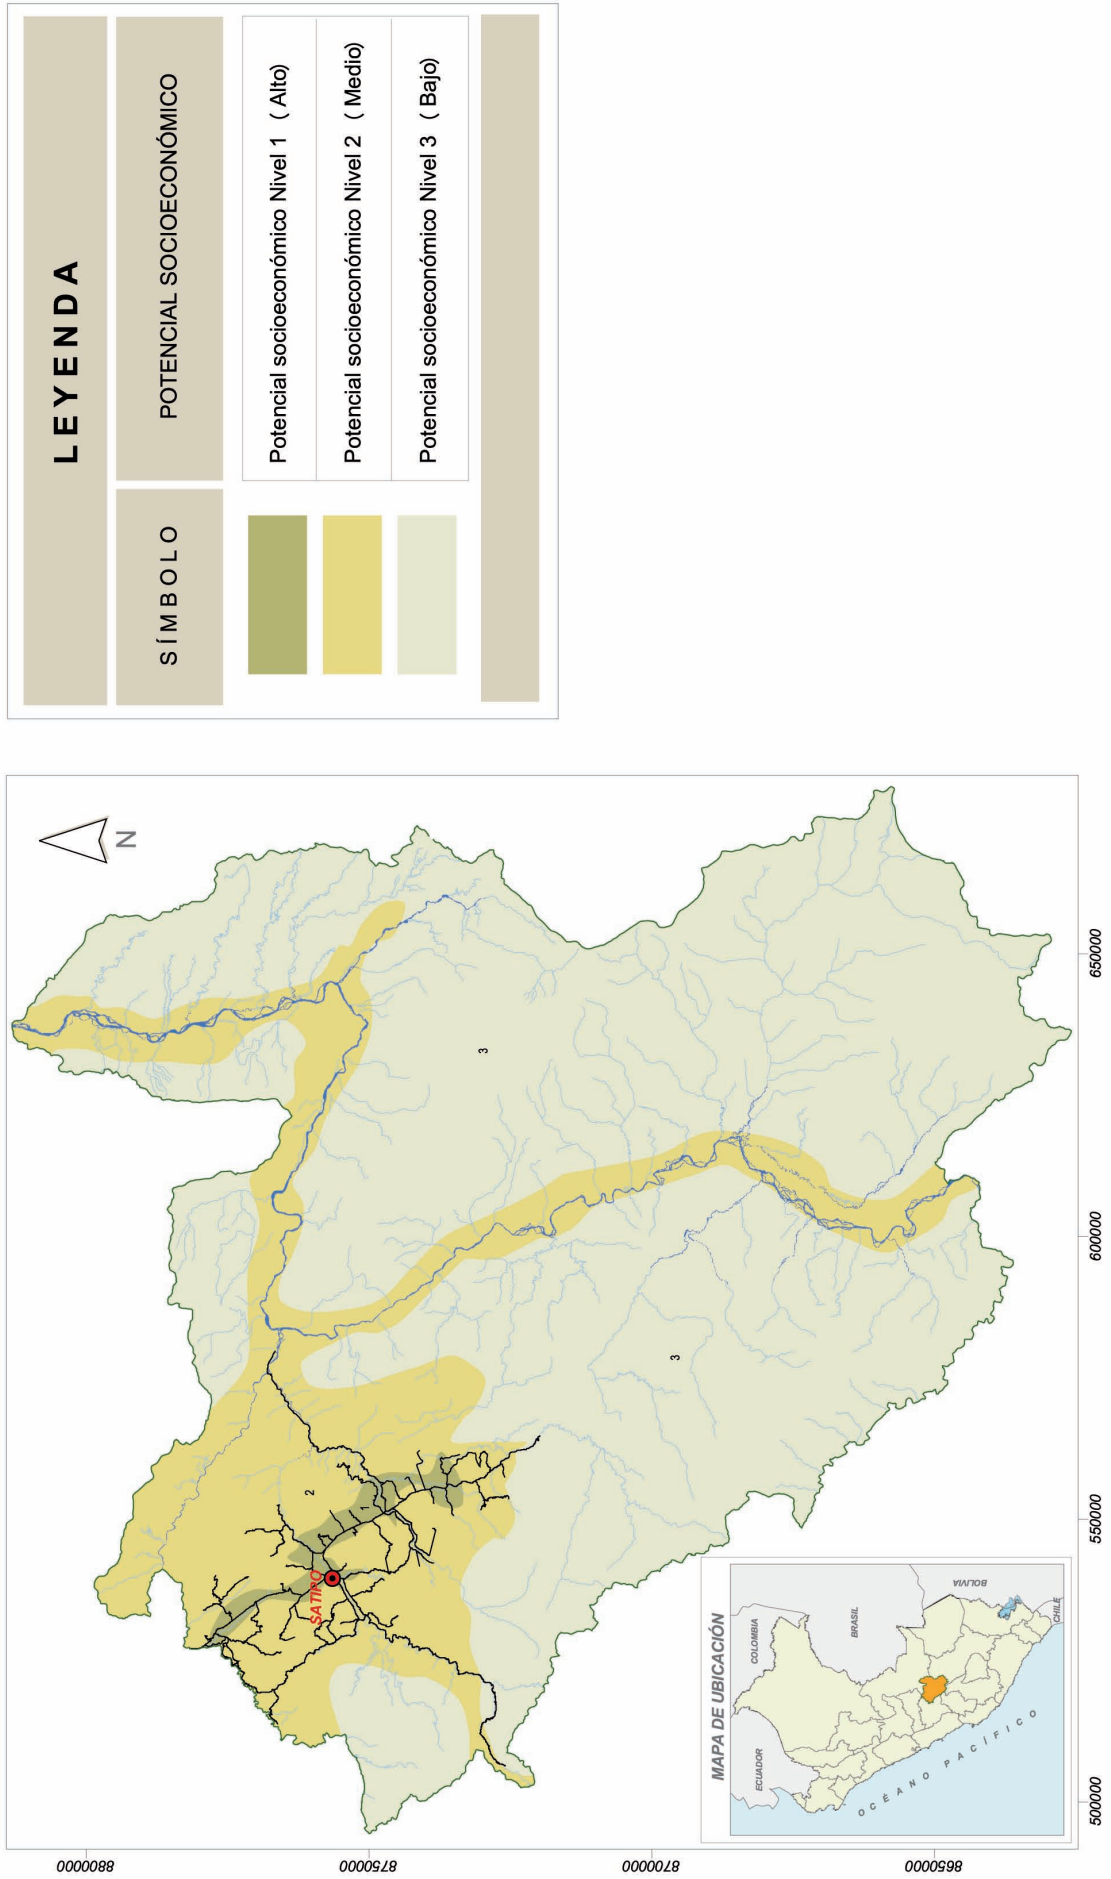 LEYENDA
SÍMBOLO
POTENCIAL SOCIOECONÓMICO
Potencial socioeconómico Nivel 1 ( Alto)
Potencial socioeconómico Nivel 2 ( Medio)
Potencial socioeconómico Nivel 3 ( Bajo)
N
SATIPO
1
2
3
3
8800000
8750000
8700000
8650000
500000
550000
600000
650000
MAPA DE UBICACIÓN
ECUADOR
COLOMBIA
BRASIL
BOLIVIA
CHILE
OCÉANO PACÍFICO